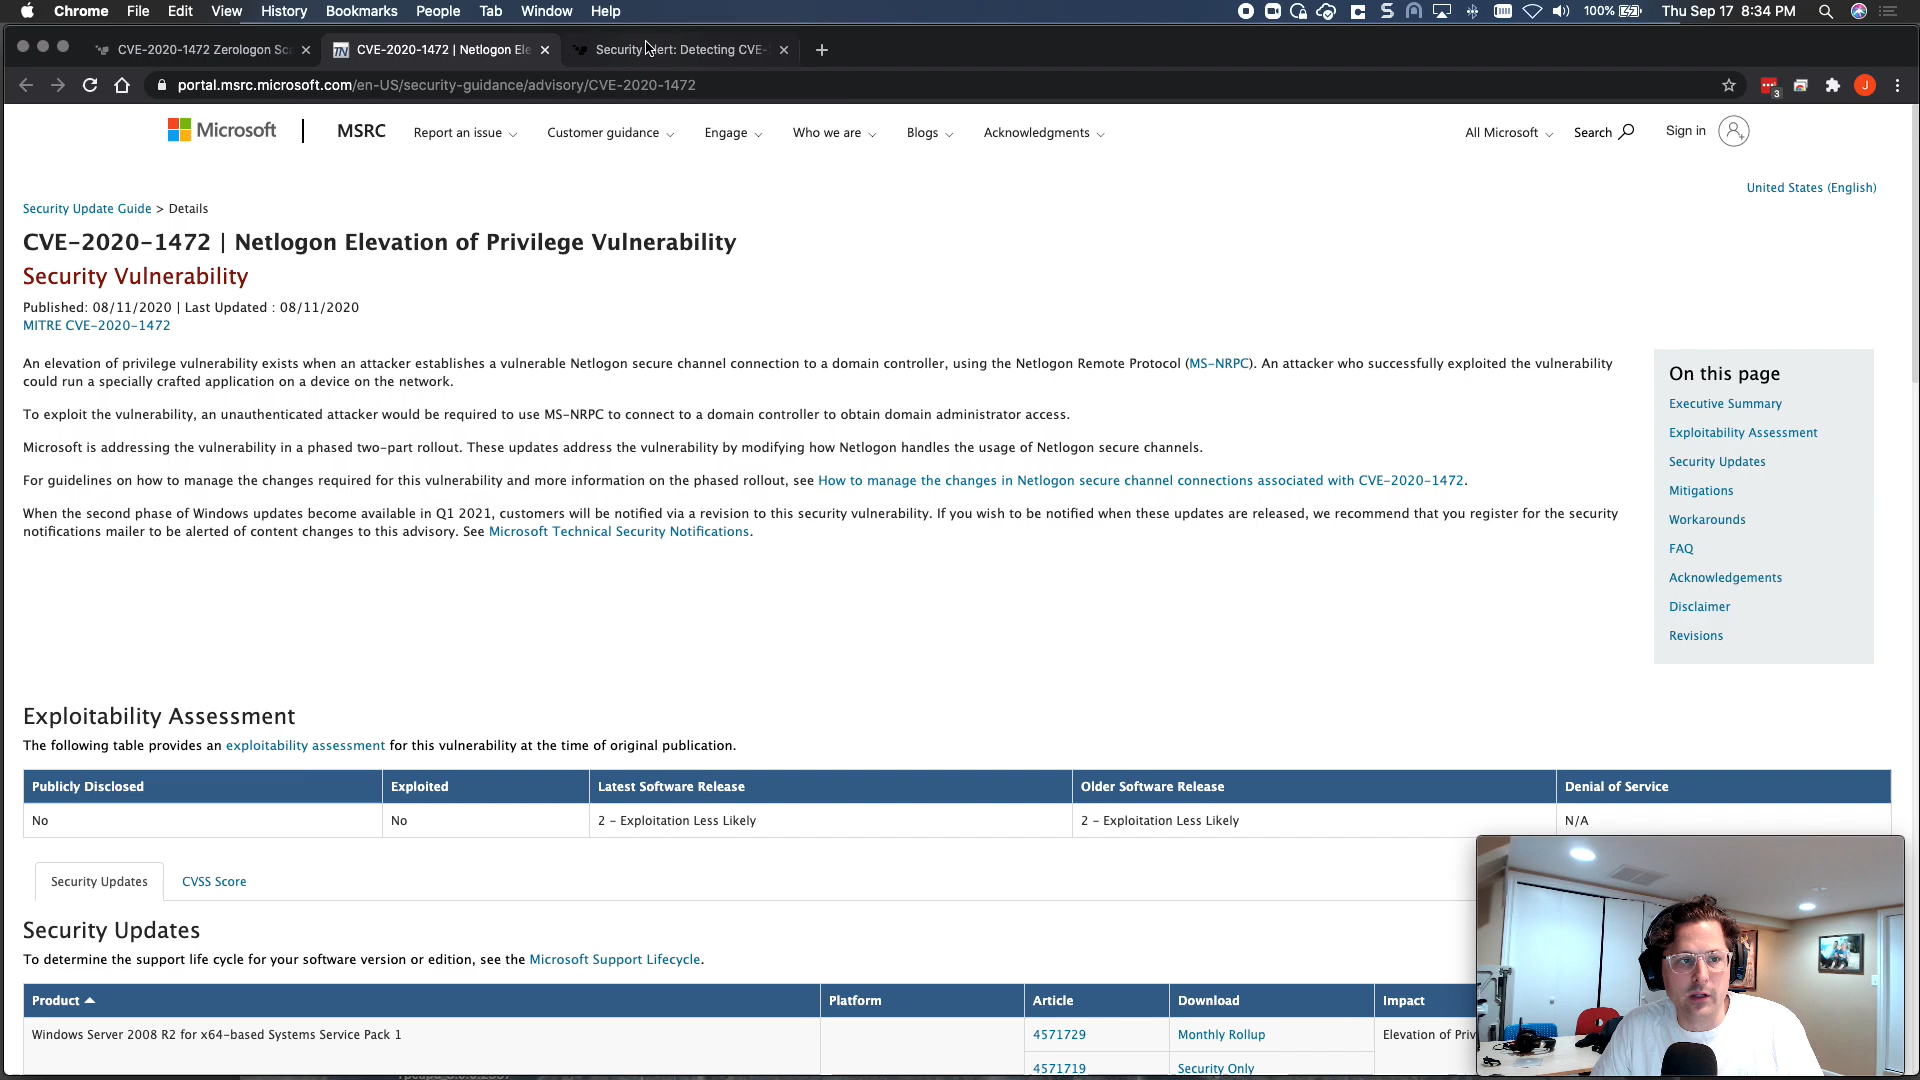 Chrome File Edit View History Bookmarks People Tab Window Help 100% Thu Sep 17 8:34 PM
CVE-2020-1472 Zerologon Sc CVE-2020-1472 | Netlogon Ele Security lert: Detecting CVE-
portal.msrc.microsoft.com/en-US/security-guidance/advisory/CVE-2020-1472 3 J
Microsoft | MSRC Report an issue Customer guidance Engage Who we are Blogs Acknowledgments All Microsoft Search Sign in
United States (English)
Security Update Guide > Details
CVE-2020-1472 | Netlogon Elevation of Privilege Vulnerability
Security Vulnerability
Published: 08/11/2020 | Last Updated : 08/11/2020
MITRE CVE-2020-1472
An elevation of privilege vulnerability exists when an attacker establishes a vulnerable Netlogon secure channel connection to a domain controller, using the Netlogon Remote Protocol (MS-NRPC). An attacker who successfully exploited the vulnerability
could run a specially crafted application on a device on the network.
To exploit the vulnerability, an unauthenticated attacker would be required to use MS-NRPC to connect to a domain controller to obtain domain administrator access.
Microsoft is addressing the vulnerability in a phased two-part rollout. These updates address the vulnerability by modifying how Netlogon handles the usage of Netlogon secure channels.
For guidelines on how to manage the changes required for this vulnerability and more information on the phased rollout, see How to manage the changes in Netlogon secure channel connections associated with CVE-2020-1472.
When the second phase of Windows updates become available in Q1 2021, customers will be notified via a revision to this security vulnerability. If you wish to be notified when these updates are released, we recommend that you register for the security
notifications mailer to be alerted of content changes to this advisory. See Microsoft Technical Security Notifications.
On this page
Executive Summary
Exploitability Assessment
Security Updates
Mitigations
Workarounds
FAQ
Acknowledgements
Disclaimer
Revisions
Exploitability Assessment
The following table provides an exploitability assessment for this vulnerability at the time of original publication.
Publicly Disclosed Exploited Latest Software Release Older Software Release Denial of Service
No No 2 - Exploitation Less Likely 2 - Exploitation Less Likely N/A
Security Updates CVSS Score
Security Updates
To determine the support life cycle for your software version or edition, see the Microsoft Support Lifecycle.
Product Platform Article Download Impact
Windows Server 2008 R2 for x64-based Systems Service Pack 1 4571729 Monthly Rollup Elevation of Priv
4571719 Security Only